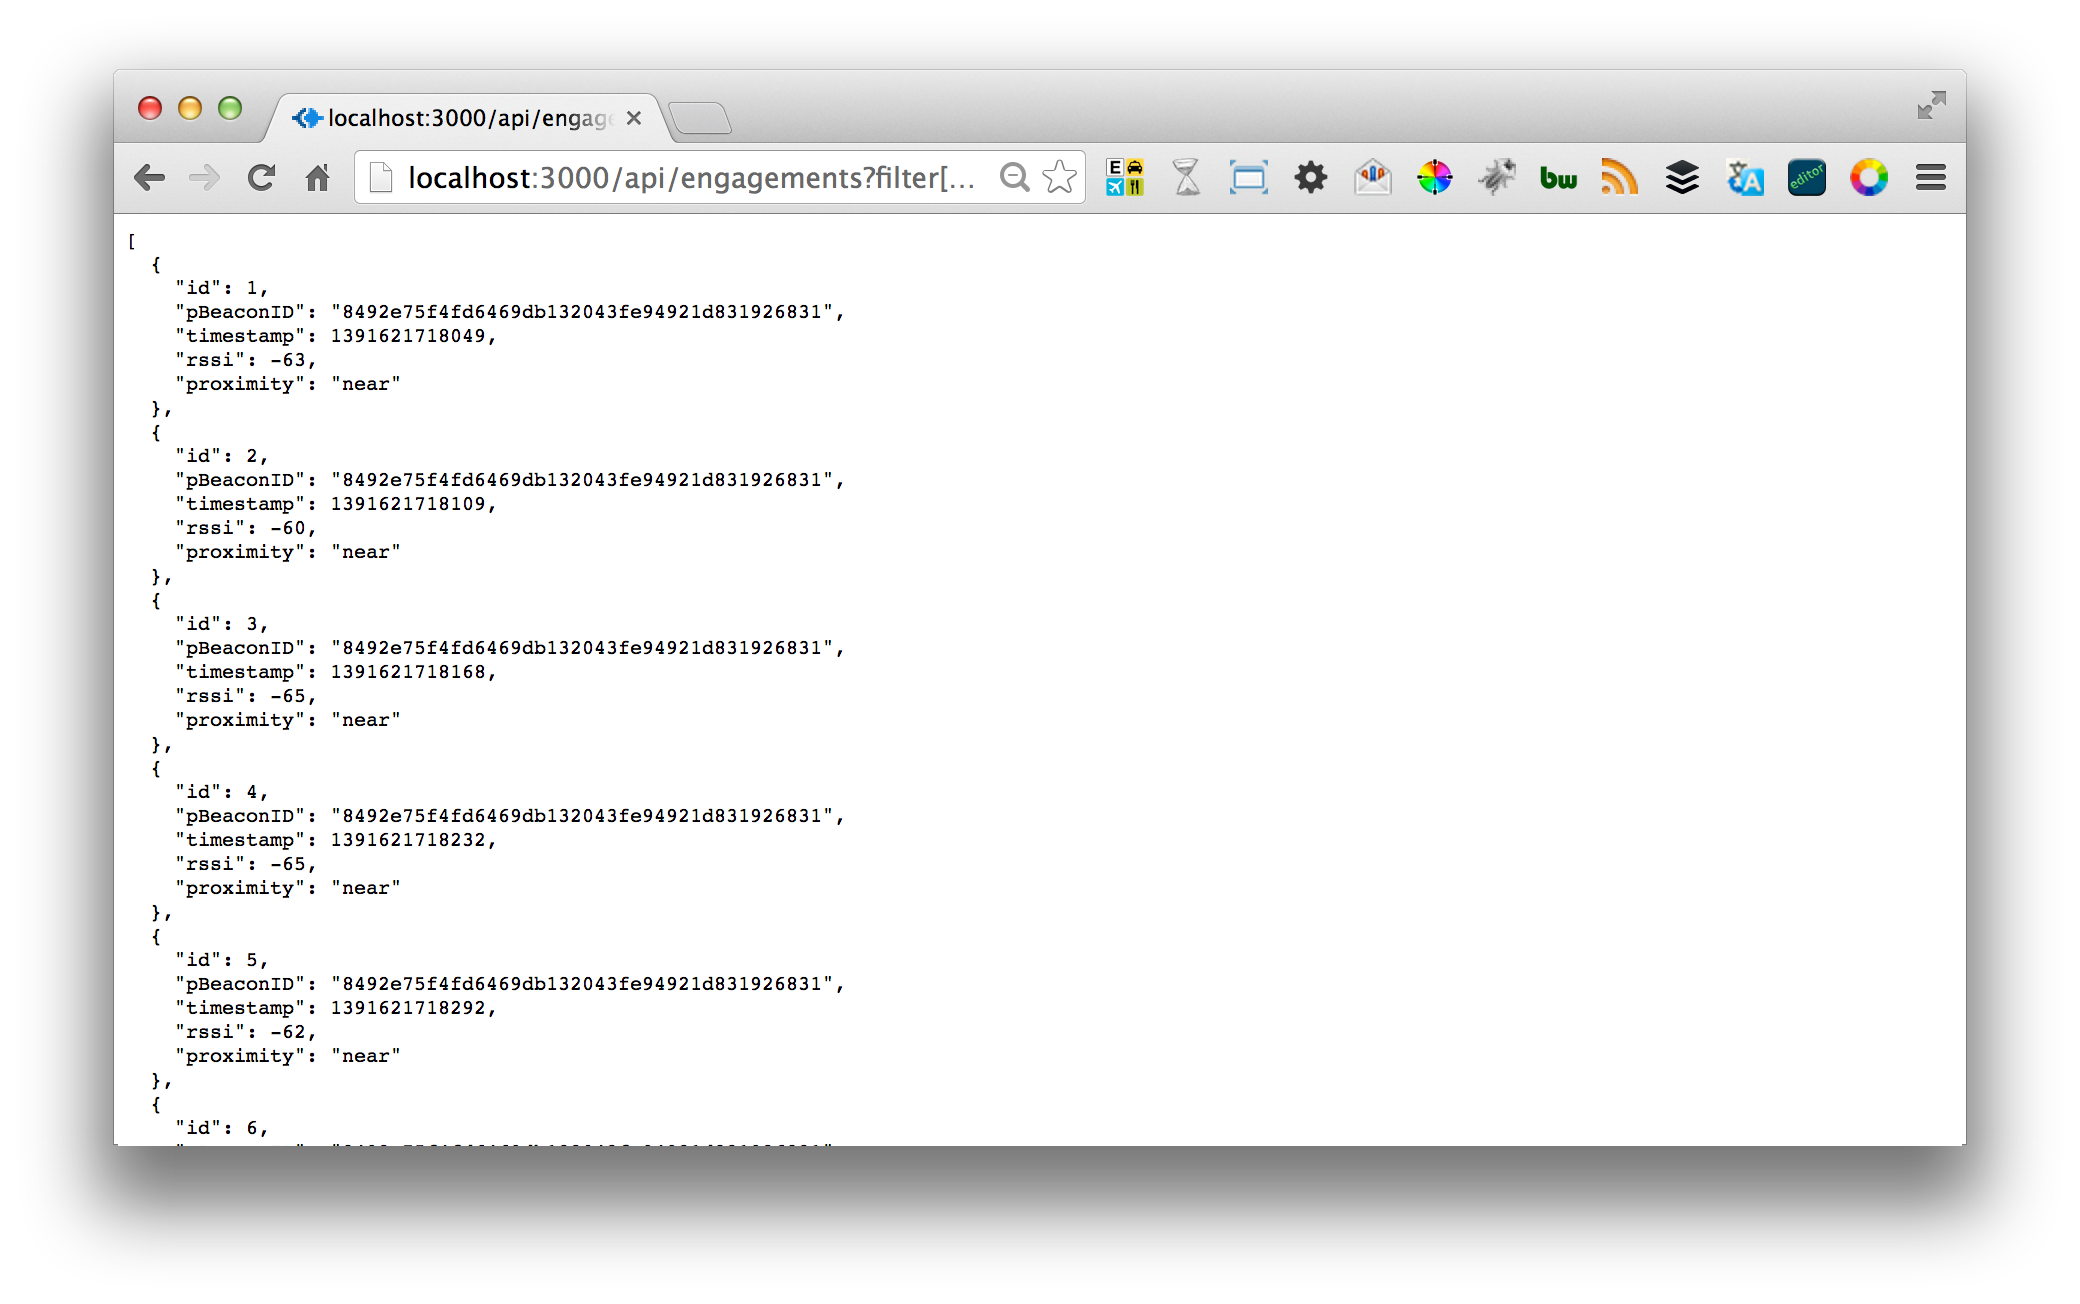 localhost:3000/api/engage
localhost:3000/api/engagements?filter[...
E
bw
A
editor
[
  {
    "id": 1,
    "pBeaconID": "8492e75f4fd6469db132043fe94921d831926831",
    "timestamp": 1391621718049,
    "rssi": -63,
    "proximity": "near"
  },
  {
    "id": 2,
    "pBeaconID": "8492e75f4fd6469db132043fe94921d831926831",
    "timestamp": 1391621718109,
    "rssi": -60,
    "proximity": "near"
  },
  {
    "id": 3,
    "pBeaconID": "8492e75f4fd6469db132043fe94921d831926831",
    "timestamp": 1391621718168,
    "rssi": -65,
    "proximity": "near"
  },
  {
    "id": 4,
    "pBeaconID": "8492e75f4fd6469db132043fe94921d831926831",
    "timestamp": 1391621718232,
    "rssi": -65,
    "proximity": "near"
  },
  {
    "id": 5,
    "pBeaconID": "8492e75f4fd6469db132043fe94921d831926831",
    "timestamp": 1391621718292,
    "rssi": -62,
    "proximity": "near"
  },
  {
    "id": 6,